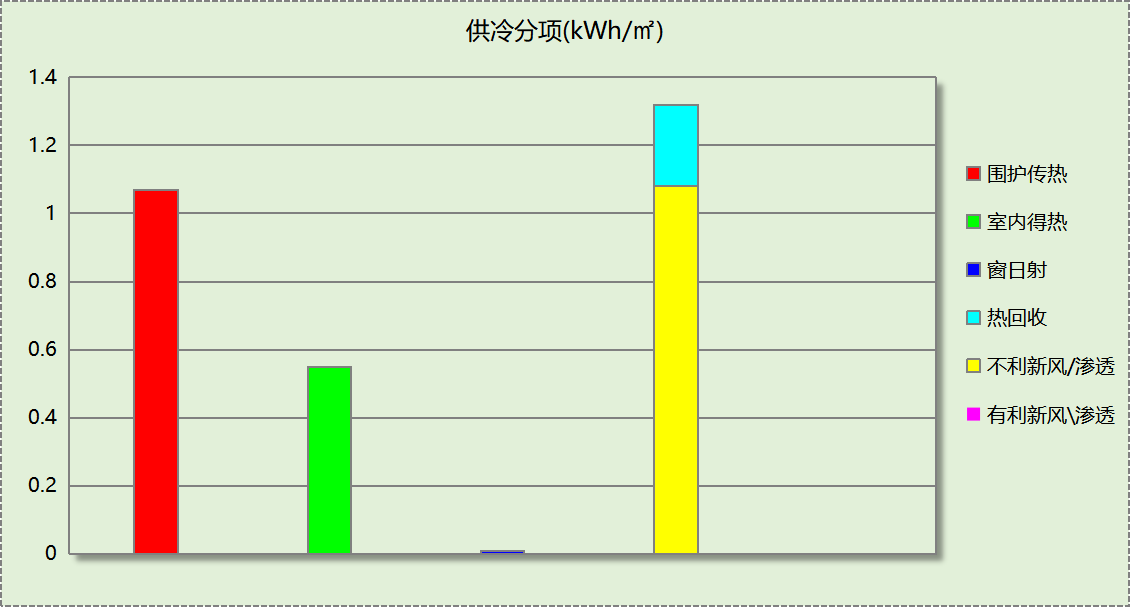 供冷分项(kWh/㎡)
1.4
1.2
1
0.8
0.6
0.4
0.2
0
围护传热
室内得热
窗日射
热回收
不利新风/渗透
有利新风\渗透